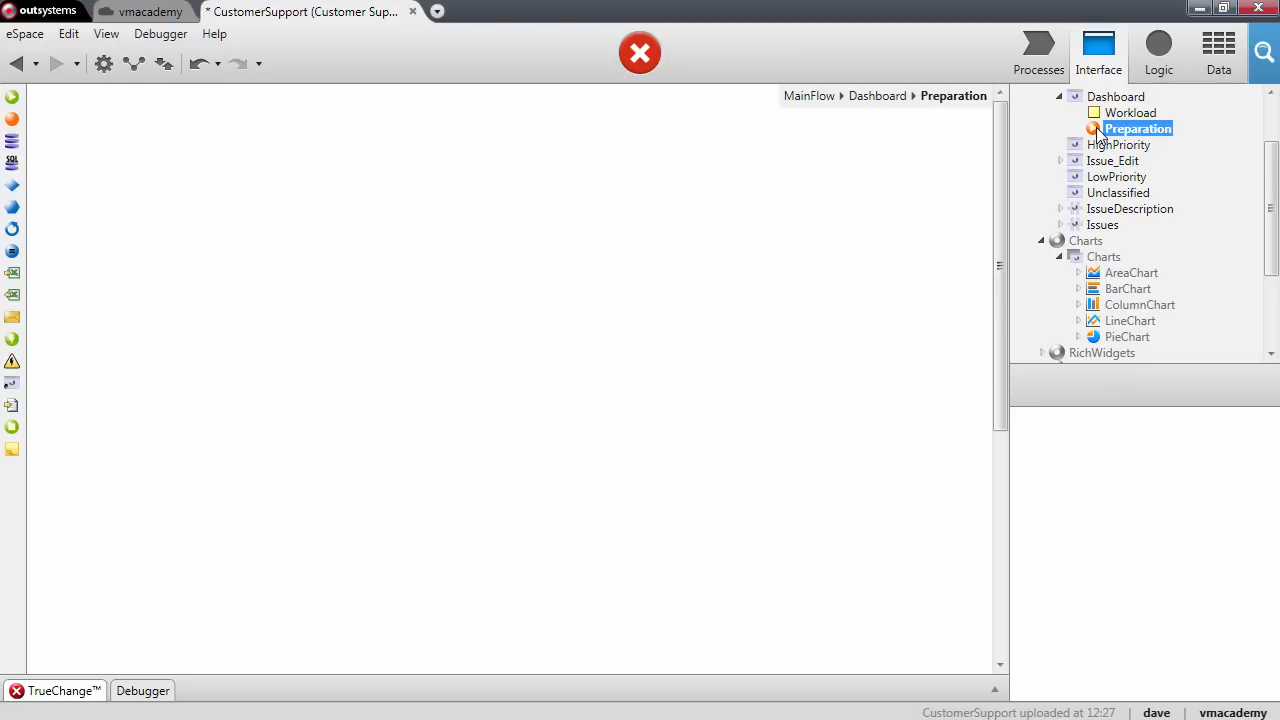 outsystems
vmacademy
* CustomerSupport (Customer Sup...
eSpace Edit View Debugger Help
Processes Interface Logic Data
MainFlow Dashboard Preparation
SQL
Dashboard
Workload
Preparation
HighPriority
Issue_Edit
LowPriority
Unclassified
IssueDescription
Issues
Charts
Charts
AreaChart
BarChart
ColumnChart
LineChart
PieChart
RichWidgets
TrueChange™ Debugger
CustomerSupport uploaded at 12:27 dave vmacademy